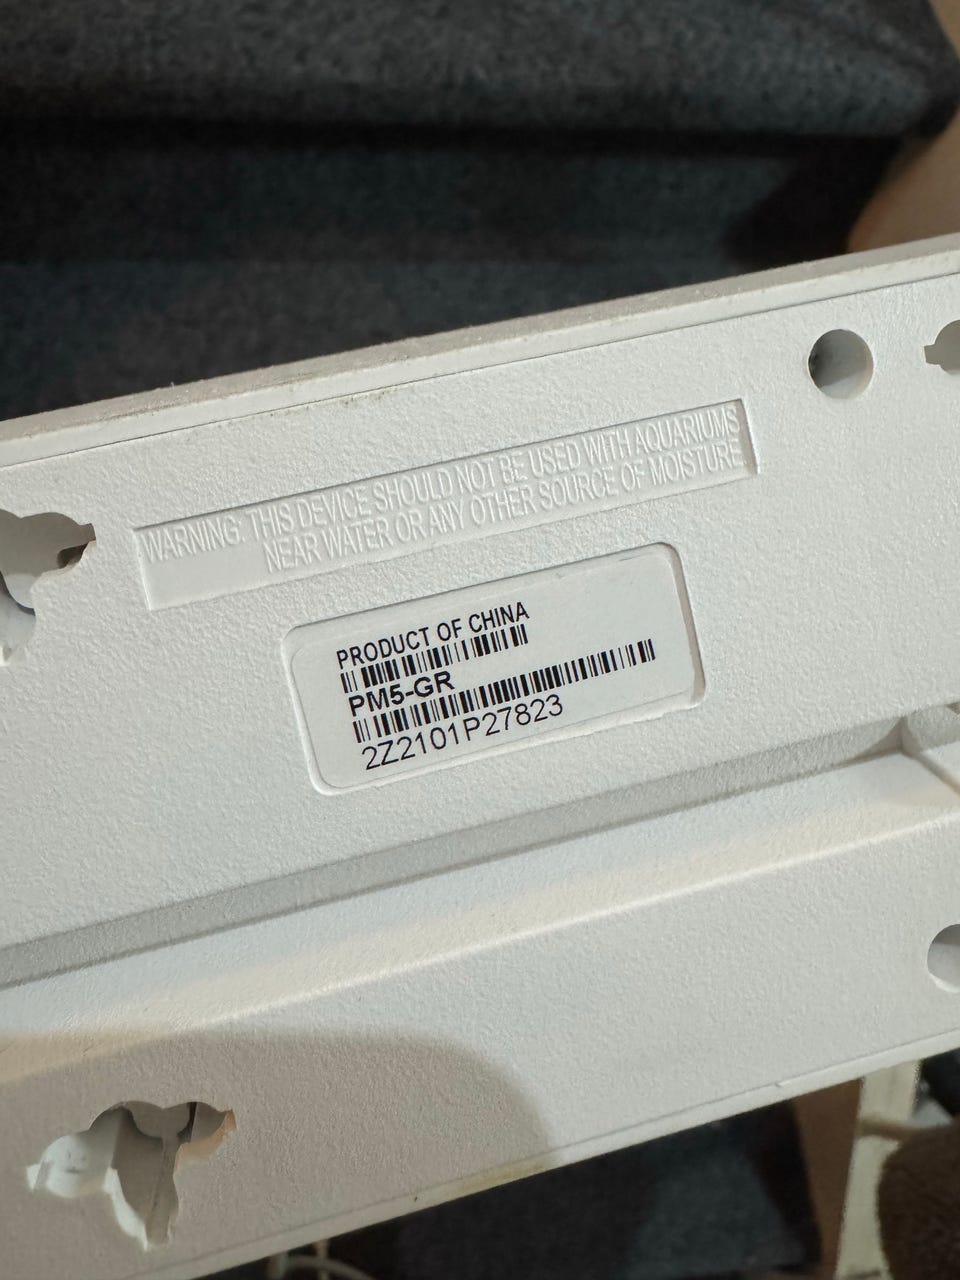 WARNING: THIS DEVICE SHOULD NOT BE USED WITH AQUARIUMS
NEAR WATER OR ANY OTHER SOURCE OF MOISTURE
PRODUCT OF CHINA
PM5-GR
2Z2101P27823